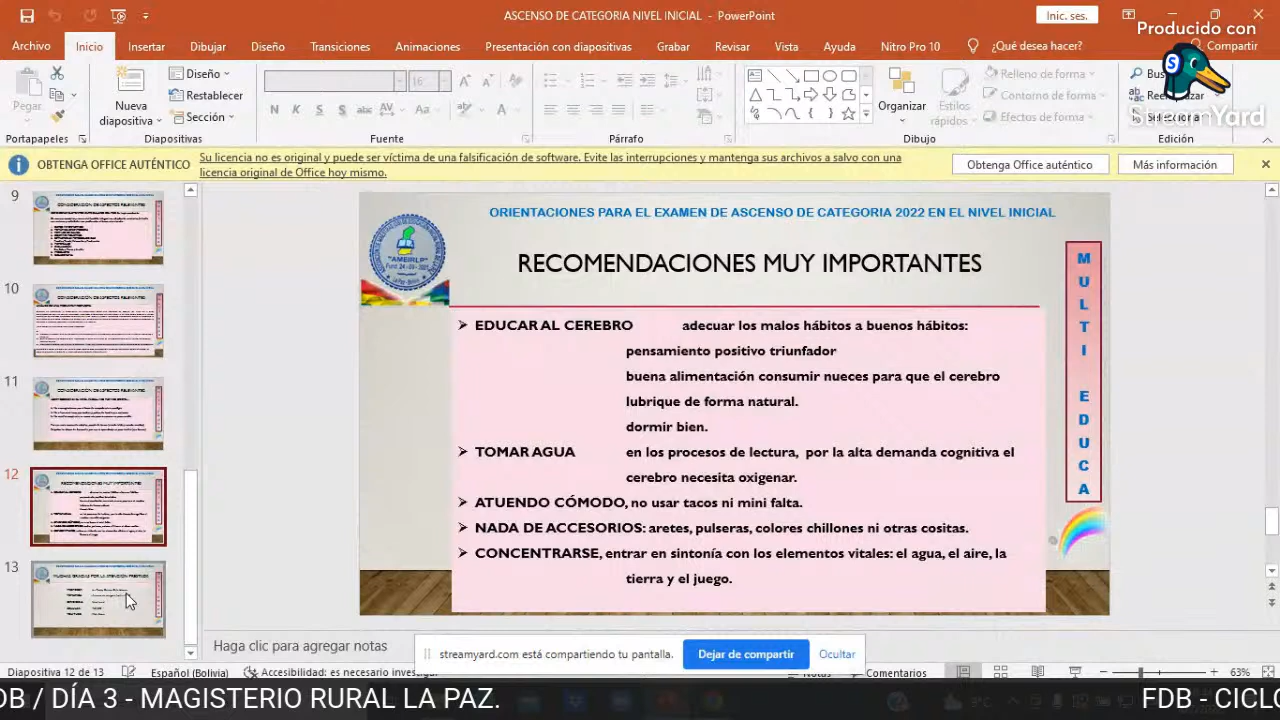 ASCENSO DE CATEGORIA NIVEL INICIAL - PowerPoint
Inic. ses.
Producido con
StreamYard
Archivo Inicio Insertar Dibujar Diseño Transiciones Animaciones Presentación con diapositivas Grabar Revisar Vista Ayuda Nitro Pro 10 ¿Qué desea hacer? Compartir
Pegar
Nueva diapositiva
Diseño
Restablecer
Sección
16
N K S S abc AV
Aa A
Organizar
Estilos rápidos
Relleno de forma
Contorno de forma
Efectos de forma
Portapapeles Diapositivas Fuente Párrafo Dibujo Edición
OBTENGA OFFICE AUTÉNTICO
Su licencia no es original y puede ser víctima de una falsificación de software. Evite las interrupciones y mantenga sus archivos a salvo con una
licencia original de Office hoy mismo.
Obtenga Office auténtico
Más información
9
10
11
12
13
ORIENTACIONES PARA EL EXAMEN DE ASCENSO DE CATEGORIA 2022 EN EL NIVEL INICIAL
"AMERLP"
RECOMENDACIONES MUY IMPORTANTES
EDUCAR AL CEREBRO adecuar los malos hábitos a buenos hábitos:
pensamiento positivo triunfador
buena alimentación consumir nueces para que el cerebro
lubrique de forma natural.
dormir bien.
TOMAR AGUA en los procesos de lectura, por la alta demanda cognitiva el
cerebro necesita oxigenar.
ATUENDO CÓMODO, no usar tacos ni mini falta.
NADA DE ACCESORIOS: aretes, pulseras, colores chillones ni otras cositas.
CONCENTRARSE, entrar en sintonía con los elementos vitales: el agua, el aire, la
tierra y el juego.
MULTI EDUCA
Haga clic para agregar notas
streamyard.com está compartiendo tu pantalla.
Dejar de compartir
Ocultar
Diapositiva 12 de 13 Español (Bolivia) Accesibilidad: es necesario
Notas Comentarios 63%
FDB / DÍA 3 - MAGISTERIO RURAL LA PAZ.
FDB - CICLO